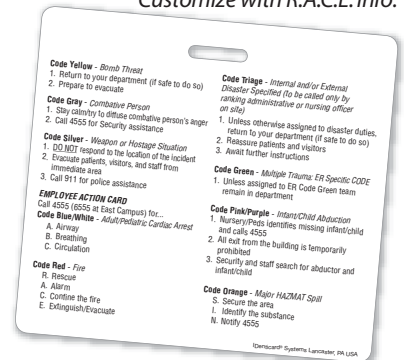 Customize with R.A.C.E. info.
Code Yellow - Bomb Threat
1. Return to your department (if safe to do so)
2. Prepare to evacuate
Code Gray - Combative Person
1. Stay calm/try to diffuse combative person's anger
2. Call 4555 for Security assistance
Code Silver - Weapon or Hostage Situation
1. DO NOT respond to the location of the incident
2. Evacuate patients, visitors, and staff from
immediate area
3. Call 911 for police assistance
EMPLOYEE ACTION CARD
Call 4555 (6555 at East Campus) for...
Code Blue/White - Adult/Pediatric Cardiac Arrest
A. Airway
B. Breathing
C. Circulation
Code Red - Fire
R. Rescue
A. Alarm
C. Contine the fire
E. Extinguish/Evacuate
Code Triage - Internal and/or External
Disaster Specified (to be called only by
ranking administrative or nursing officer
on site)
1. Unless otherwise assigned to disaster duties,
return to your department (if safe to do so)
2. Reassure patients and visitors
3. Await further instructions
Code Green - Multiple Trauma: ER Specific CODE
1. Unless assigned to ER Code Green team
remain in department
Code Pink/Purple - Infant/Child Abduction
1. Nursery/Peds identifies missing infant/child
and calls 4555
2. All exit from the building is temporarily
prohibited
3. Security and staff search for abductor and
infant/child
Code Orange - Major HAZMAT Spill
S. Secure the area
I. Identify the substance
N. Notify 4555
IDenticard® Systems Lancaster, PA USA